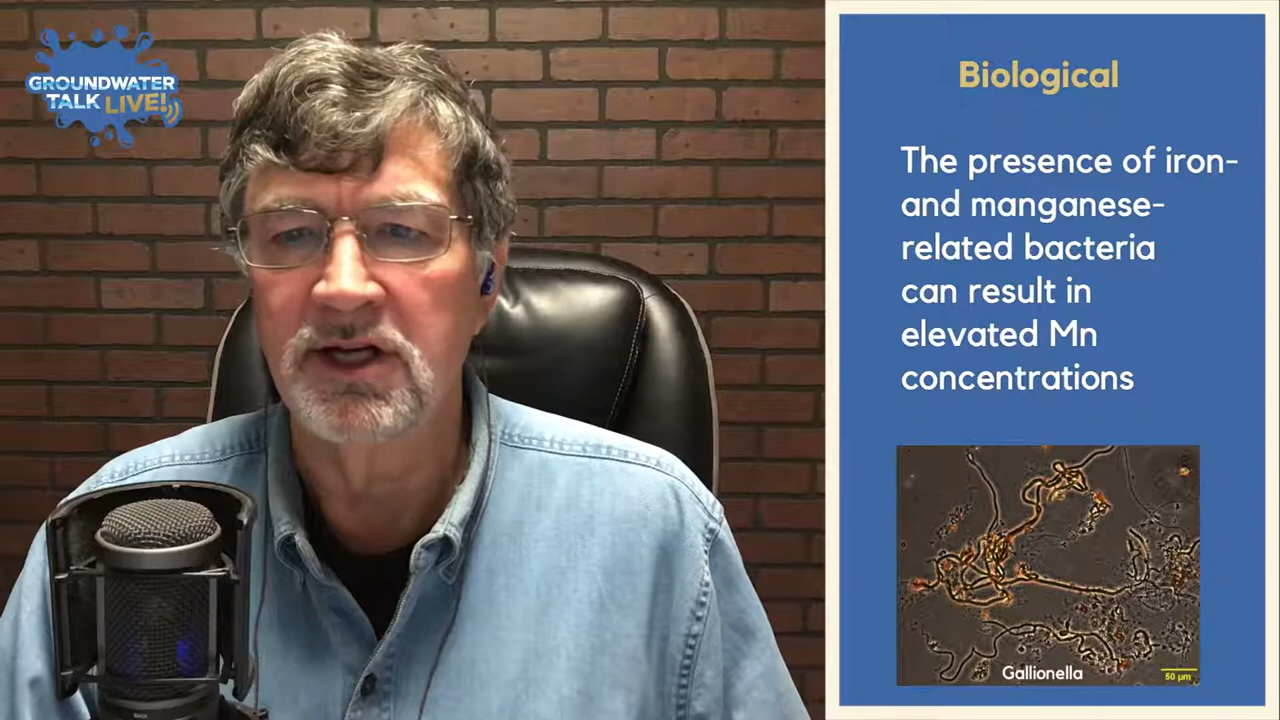 GROUNDWATER
TALK LIVE!
Biological
The presence of iron-
and manganese-
related bacteria
can result in
elevated Mn
concentrations
Gallionella
50 µm